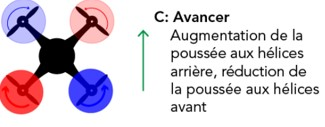 C: Avancer
Augmentation de la
poussée aux hélices
arrière, réduction de
la poussée aux hélices
avant